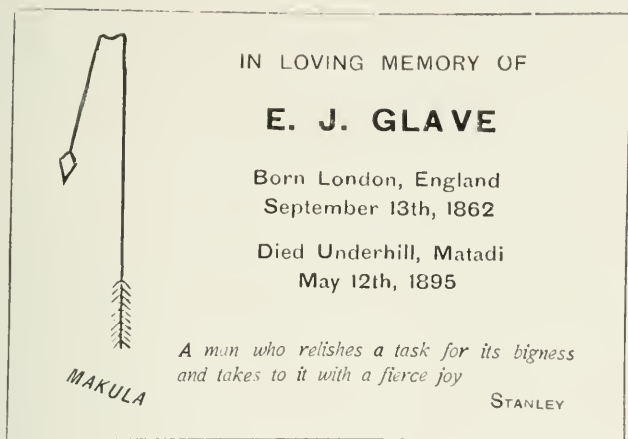 IN LOVING MEMORY OF
E. J. GLAVE
Born London, England
September 13th, 1862
Died Underhill, Matadi
May 12th, 1895
MAKULA
A man who relishes a task for its bigness
and takes to it with a fierce joy
STANLEY